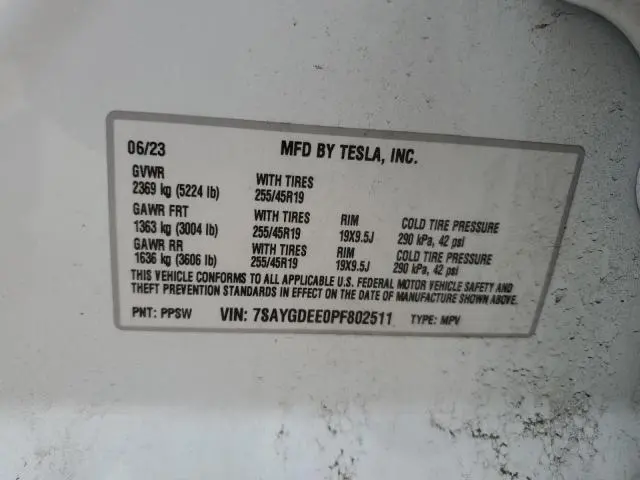 06/23 MFD BY TESLA, INC.
GVWR
2369 kg (5224 lb) WITH TIRES 255/45R19
GAWR FRT WITH TIRES RIM COLD TIRE PRESSURE
1363 kg (3004 lb) 255/45R19 19X9.5J 290 kPa, 42 psi
GAWR RR WITH TIRES RIM COLD TIRE PRESSURE
1636 kg (3606 lb) 255/45R19 19X9.5J 290 kPa, 42 psi
THIS VEHICLE CONFORMS TO ALL APPLICABLE U.S. FEDERAL MOTOR VEHICLE SAFETY AND
THEFT PREVENTION STANDARDS IN EFFECT ON THE DATE OF MANUFACTURE SHOWN ABOVE.
PNT: PPSW VIN: 7SAYGDEE0PF802511 TYPE: MPV